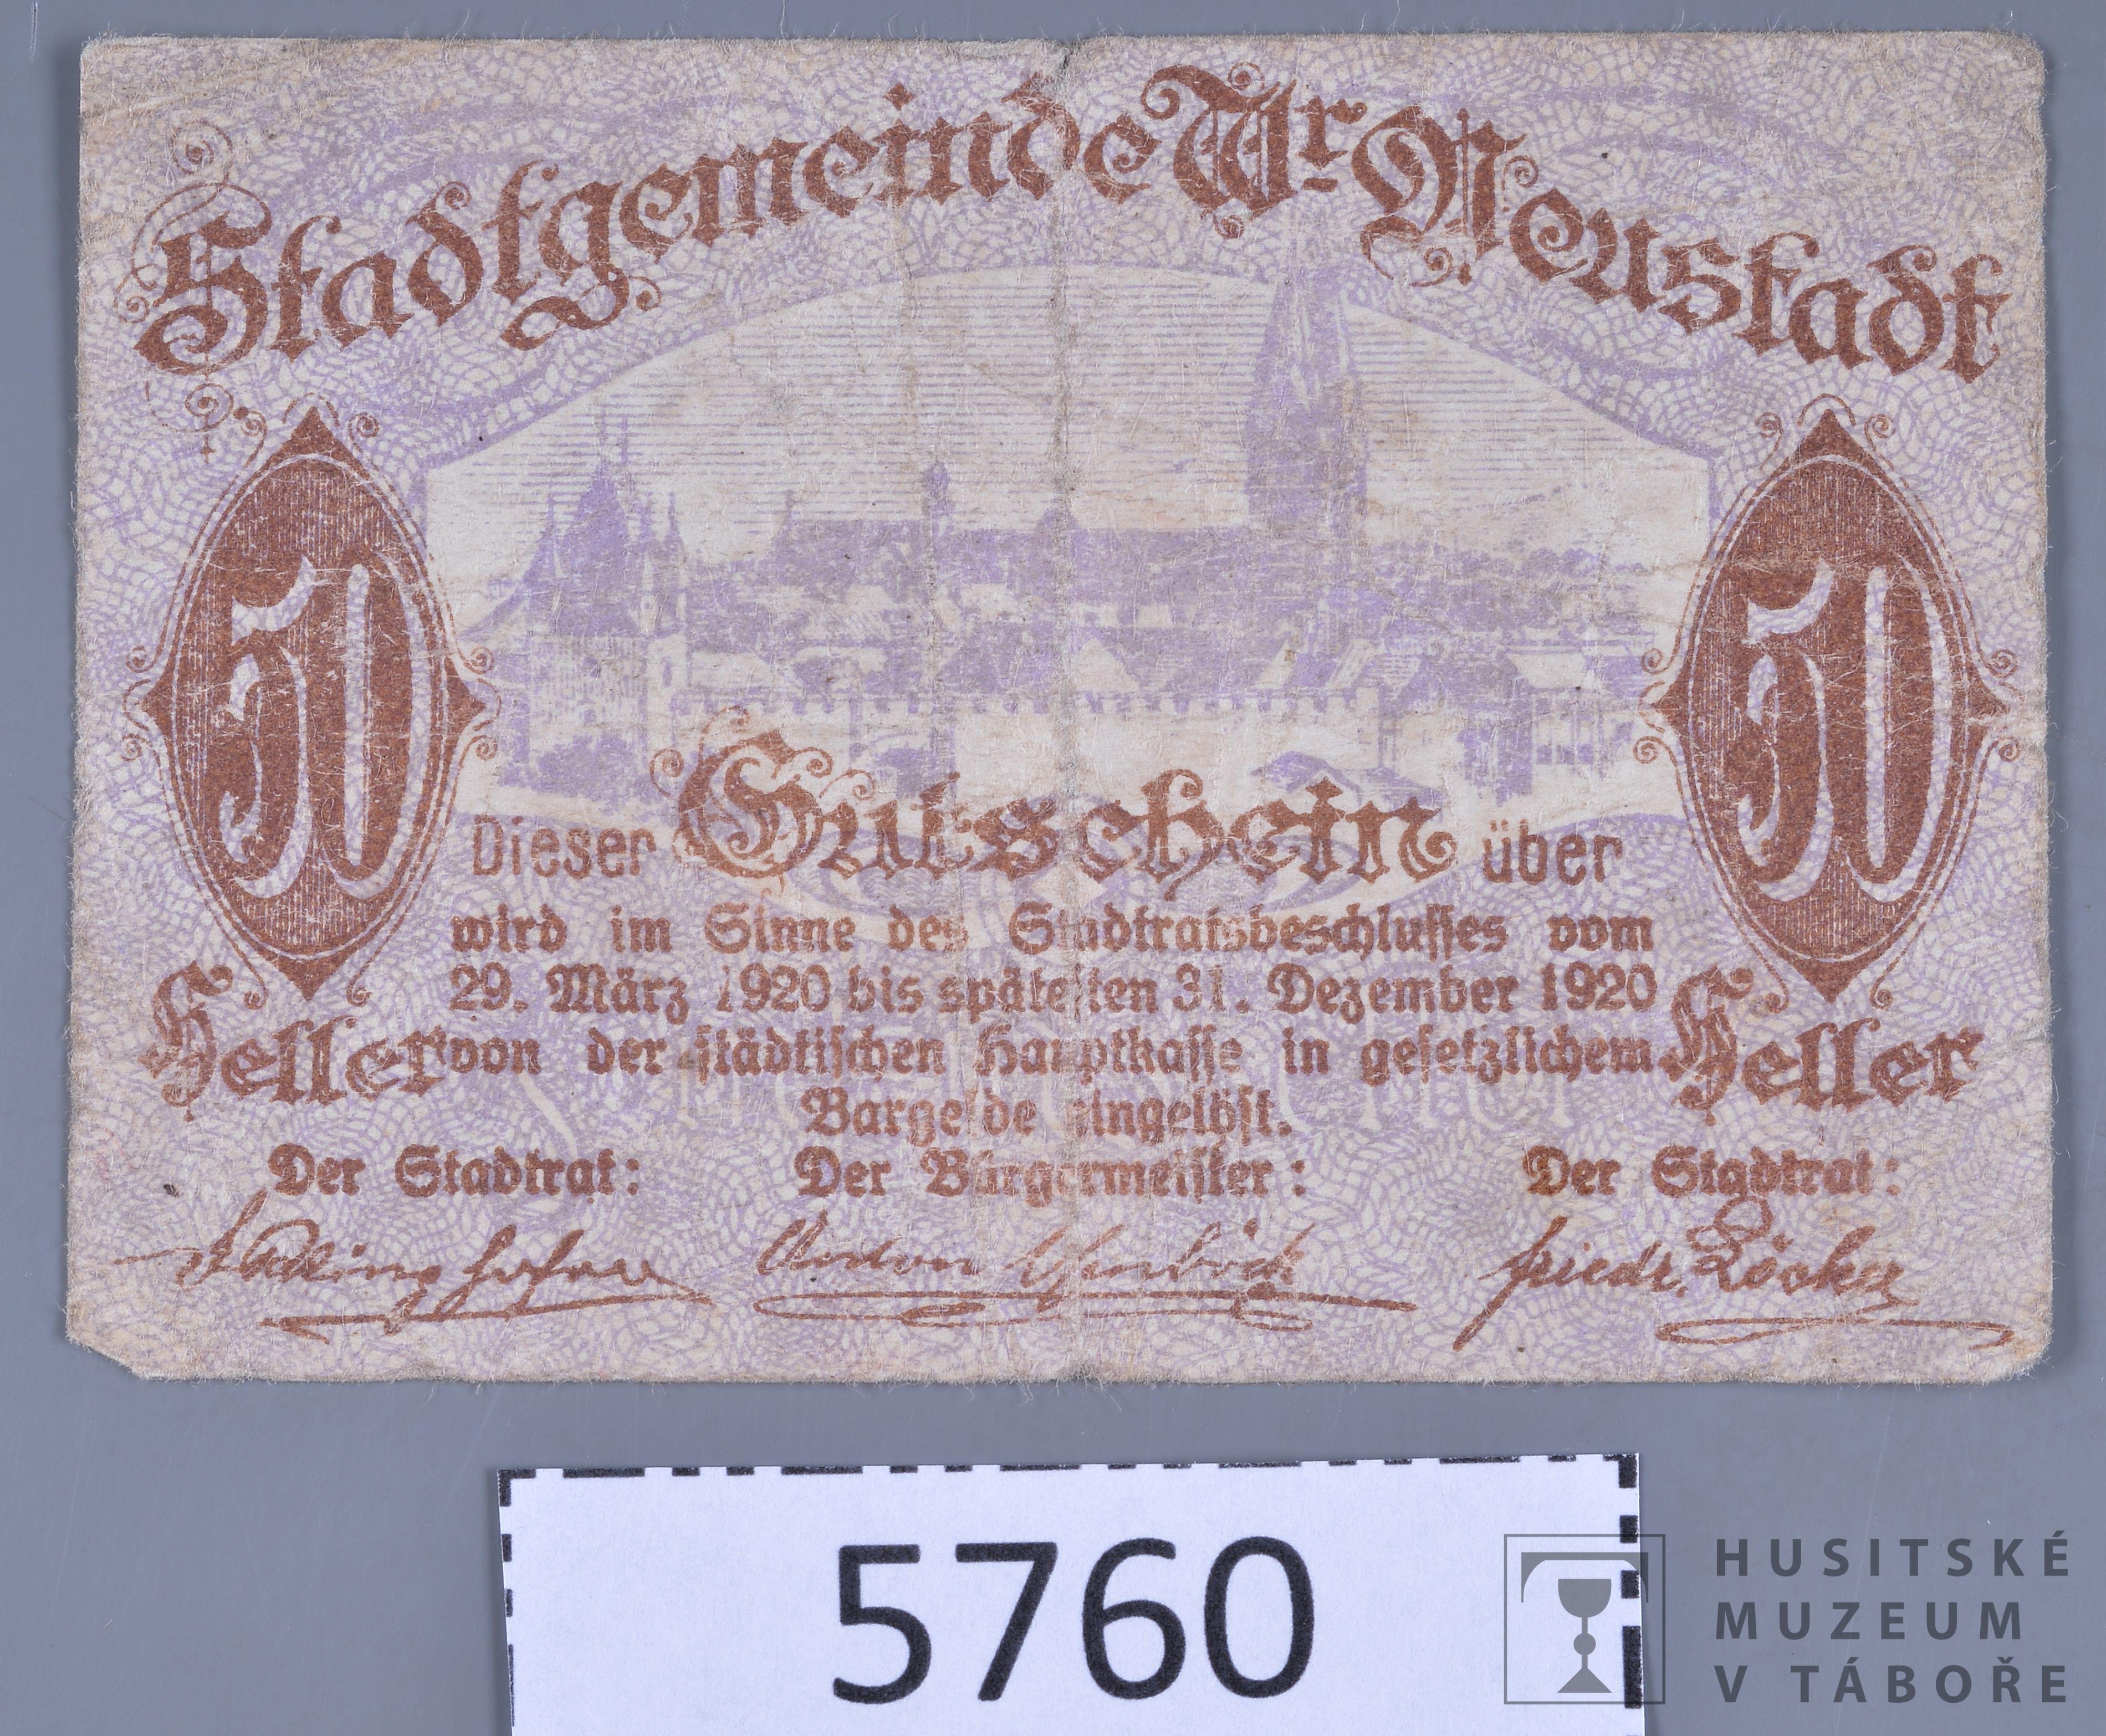 Stadtgemeinde Wr. Neustadt
50
50
Dieser Gutschein über
wird im Sinne des Stadtratsbeschlusses vom
29. März 1920 bis spätestens 31. Dezember 1920
Heller von der städtischen Hauptkasse in gesetzlichem Heller
Bargelde eingelöst.
Der Stadtrat: Der Bürgermeister: Der Stadtrat:
Anton Friedr.
5760
HUSITSKÉ
MUZEUM
V TÁBOŘE